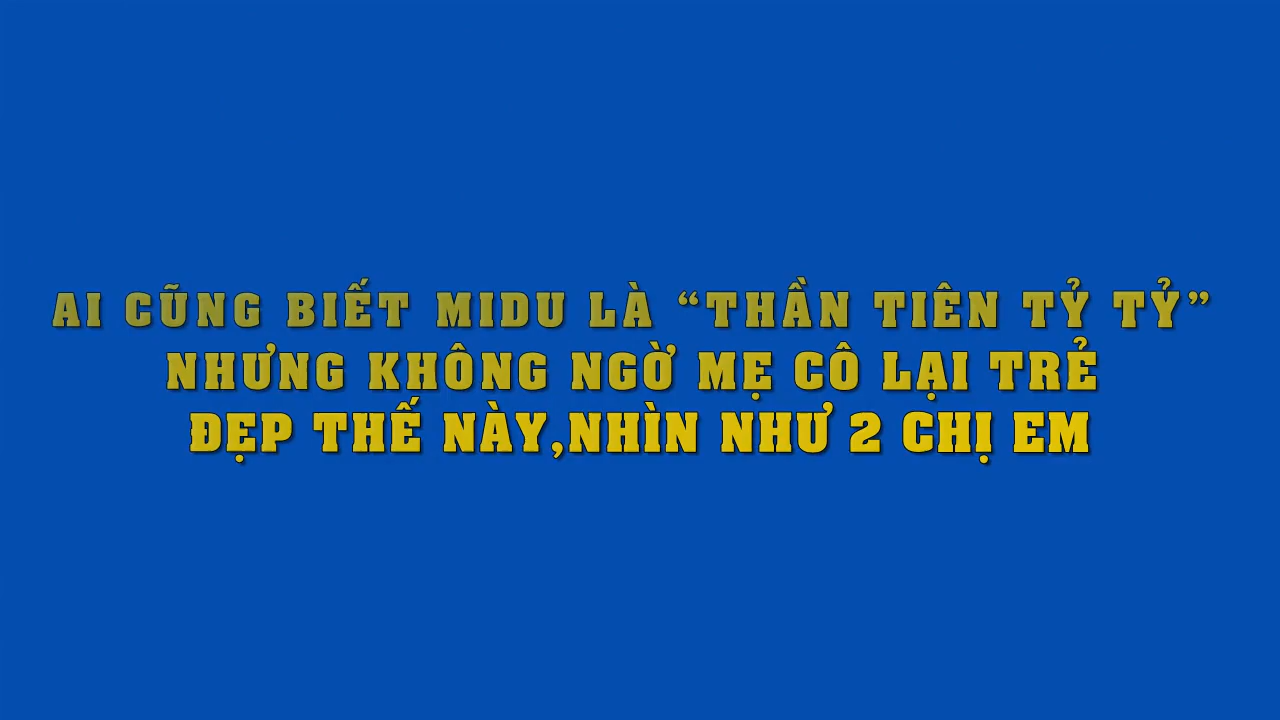 AI CŨNG BIẾT MIDU LÀ “THẦN TIÊN TỶ TỶ”
NHƯNG KHÔNG NGỜ MẸ CÔ LẠI TRẺ
ĐẸP THẾ NÀY,NHÌN NHƯ 2 CHỊ EM